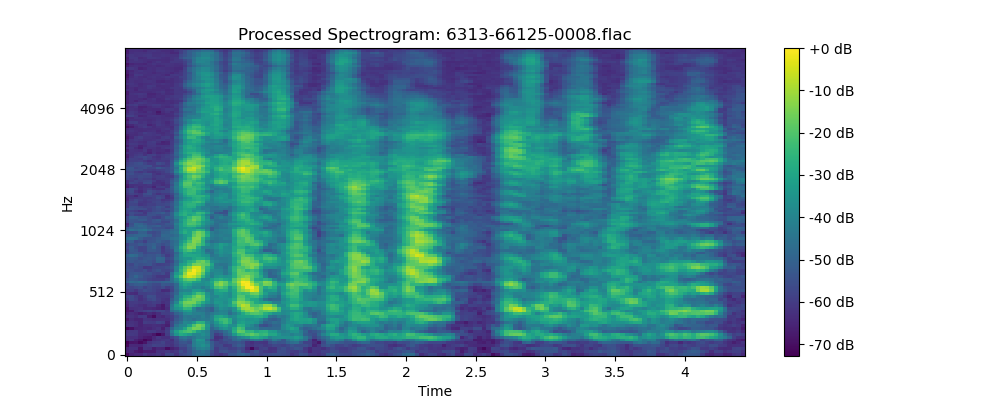 Processed Spectrogram: 6313-66125-0008.flac
+0 dB
4096
-10 dB
-20 dB
2048
-30 dB
Hz
1024
-40 dB
-50 dB
512
-60 dB
0
-70 dB
0 0.5 1 1.5 2 2.5 3 3.5 4
Time